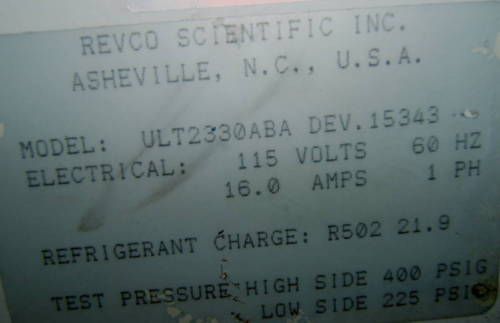 REVCO SCIENTIFIC INC.
ASHEVILLE, N.C., U.S.A.
MODEL: ULT2330ABA DEV.15343
ELECTRICAL: 115 VOLTS 60 HZ
16.0 AMPS 1 PH
REFRIGERANT CHARGE: R502 21.9
TEST PRESSURE:HIGH SIDE 400 PSIG
LOW SIDE 225 PSIG